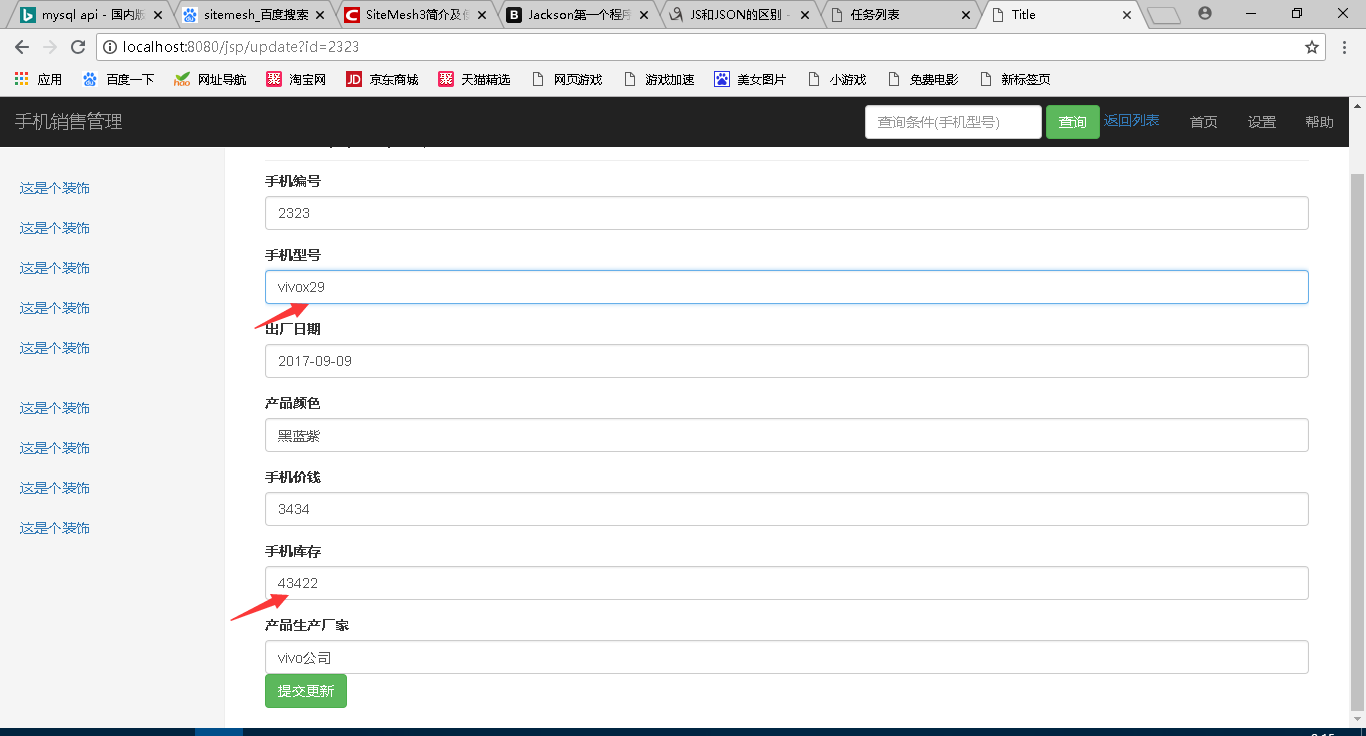 mysql api - 国内版
sitemesh_百度搜索
SiteMesh3简介及使
Jackson第一个程序
JS和JSON的区别 -
任务列表
Title
localhost:8080/jsp/update?id=2323
应用 百度一下 网址导航 淘宝网 京东商城 天猫精选 网页游戏 游戏加速 美女图片 小游戏 免费电影 新标签页
手机销售管理 查询条件(手机型号) 查询 返回列表 首页 设置 帮助
这是个装饰
这是个装饰
这是个装饰
这是个装饰
这是个装饰
这是个装饰
这是个装饰
这是个装饰
这是个装饰
手机编号
2323
手机型号
vivox29
出厂日期
2017-09-09
产品颜色
黑蓝紫
手机价钱
3434
手机库存
43422
产品生产厂家
vivo公司
提交更新